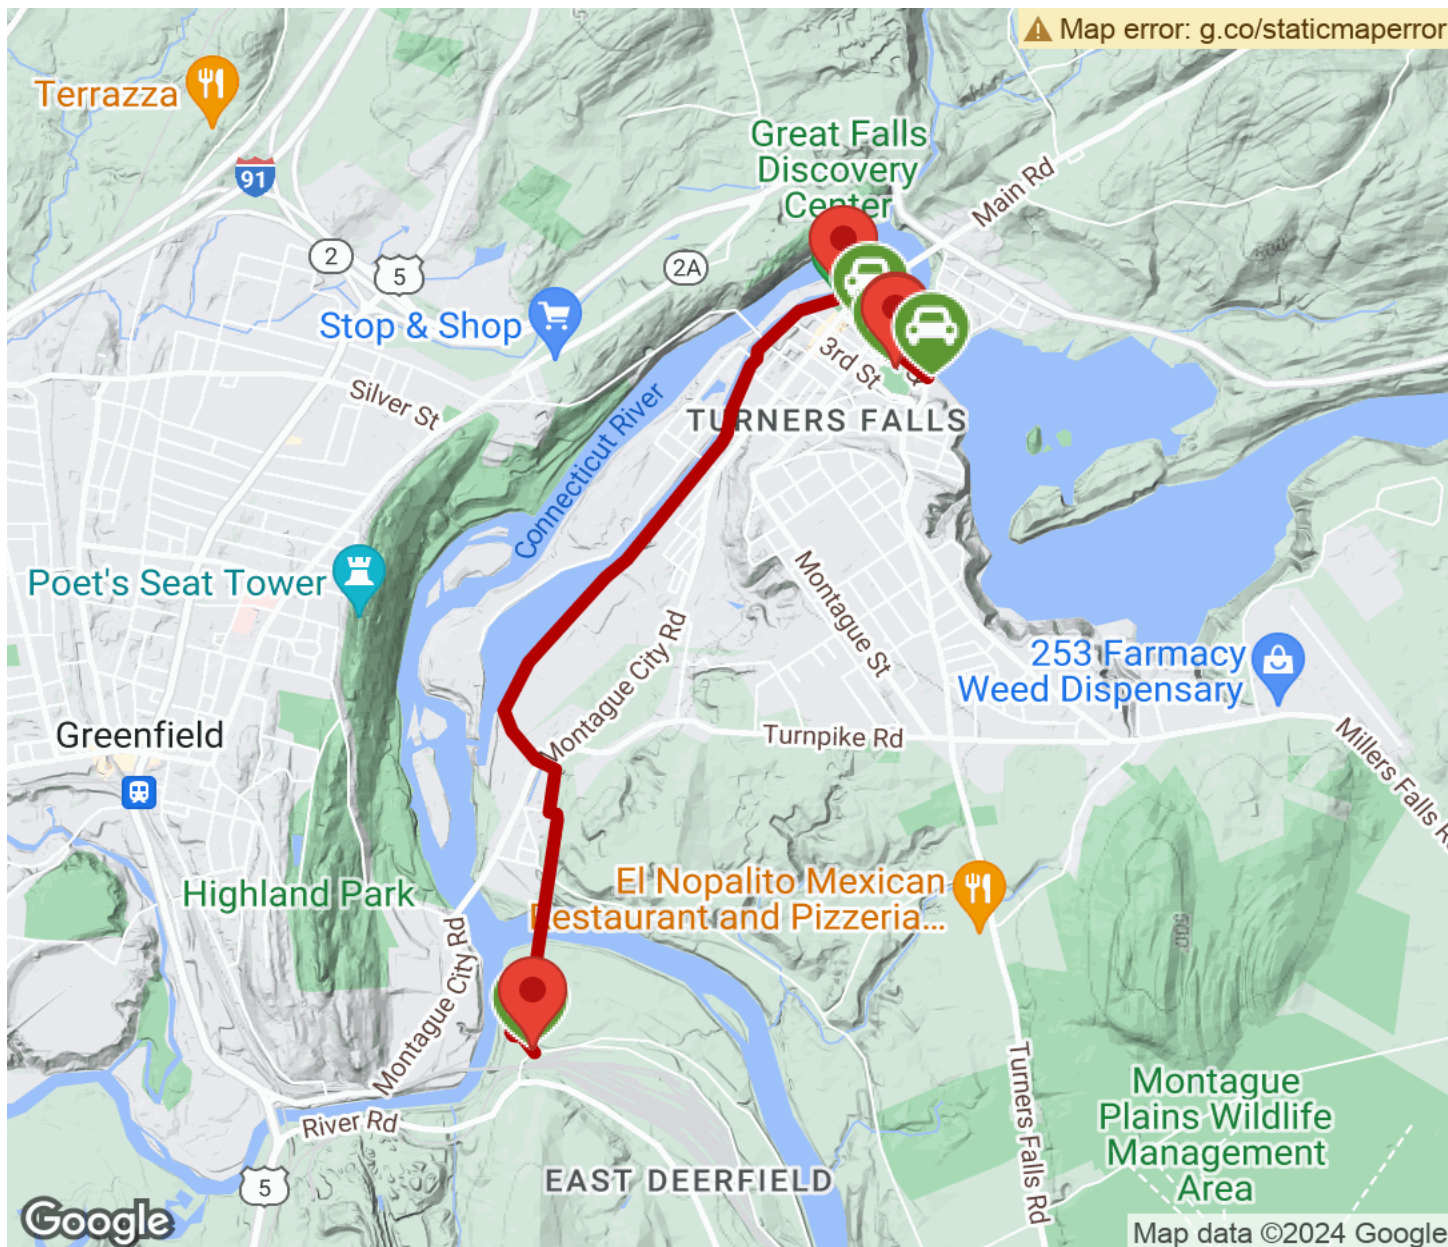 Map error: g.co/staticmaperror
Terrazza
Great Falls
Discovery
Center
91
Main Rd
2
5
2A
Stop & Shop
3rd St
Silver St
TURNERS FALLS
Connecticut River
Poet's Seat Tower
Montague St
Montague City Rd
253 Farmacy
Weed Dispensary
Greenfield
Turnpike Rd
Millers Falls R
El Nopalito Mexican
Restaurant and Pizzeria...
Highland Park
500
Montague City Rd
Turners Falls Rd
Montague
Plains Wildlife
Management
Area
River Rd
EAST DEERFIELD
5
Google
Map data ©2024 Google